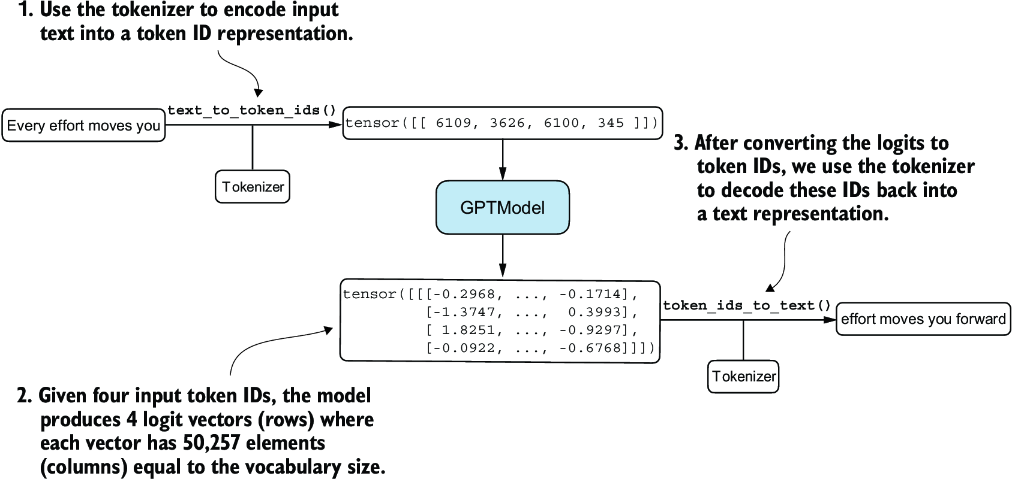 1. Use the tokenizer to encode input
text into a token ID representation.
text_to_token_ids()
Every effort moves you
tensor([[ 6109, 3626, 6100, 345 ]])
Tokenizer
3. After converting the logits to
token IDs, we use the tokenizer
to decode these IDs back into
a text representation.
GPTModel
tensor([[[-0.2968, ..., -0.1714],
[-1.3747, ..., 0.3993],
[ 1.8251, ..., -0.9297],
[-0.0922, ..., -0.6768]]])
token_ids_to_text()
effort moves you forward
Tokenizer
2. Given four input token IDs, the model
produces 4 logit vectors (rows) where
each vector has 50,257 elements
(columns) equal to the vocabulary size.